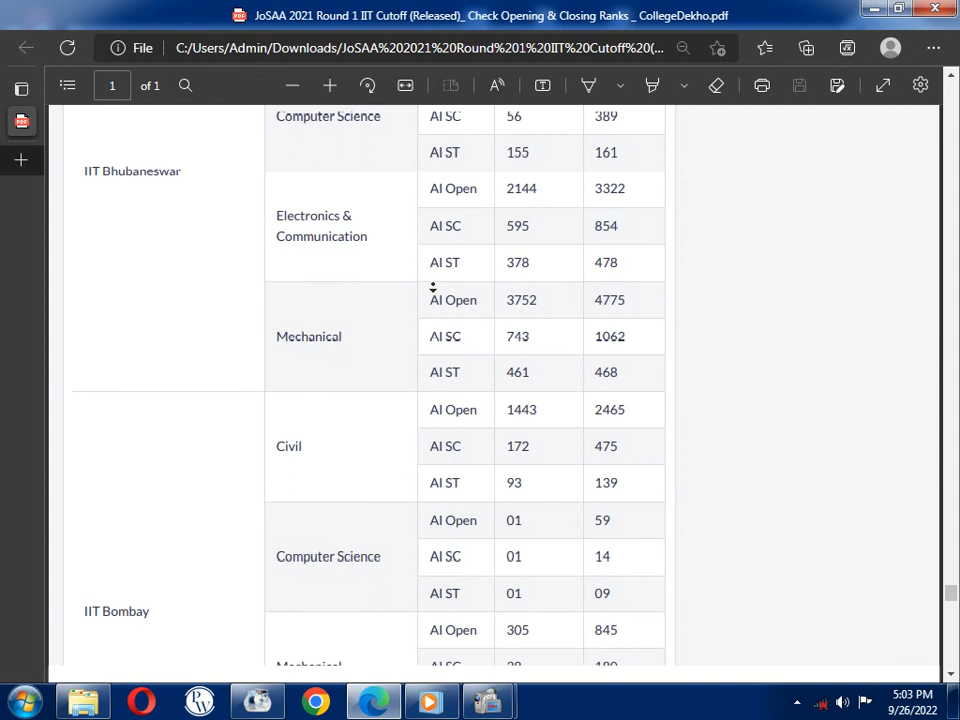 JoSAA 2021 Round 1 IIT Cutoff (Released)_ Check Opening & Closing Ranks _ CollegeDekho.pdf
File C:/Users/Admin/Downloads/JoSAA%202021%20Round%201%20IIT%20Cutoff%20(...
1 of 1
IIT Bhubaneswar
Computer Science
AI SC 56 389
AI ST 155 161
Electronics &
Communication
AI Open 2144 3322
AI SC 595 854
AI ST 378 478
Mechanical
AI Open 3752 4775
AI SC 743 1062
AI ST 461 468
IIT Bombay
Civil
AI Open 1443 2465
AI SC 172 475
AI ST 93 139
Computer Science
AI Open 01 59
AI SC 01 14
AI ST 01 09
AI Open 305 845
5:03 PM
9/26/2022